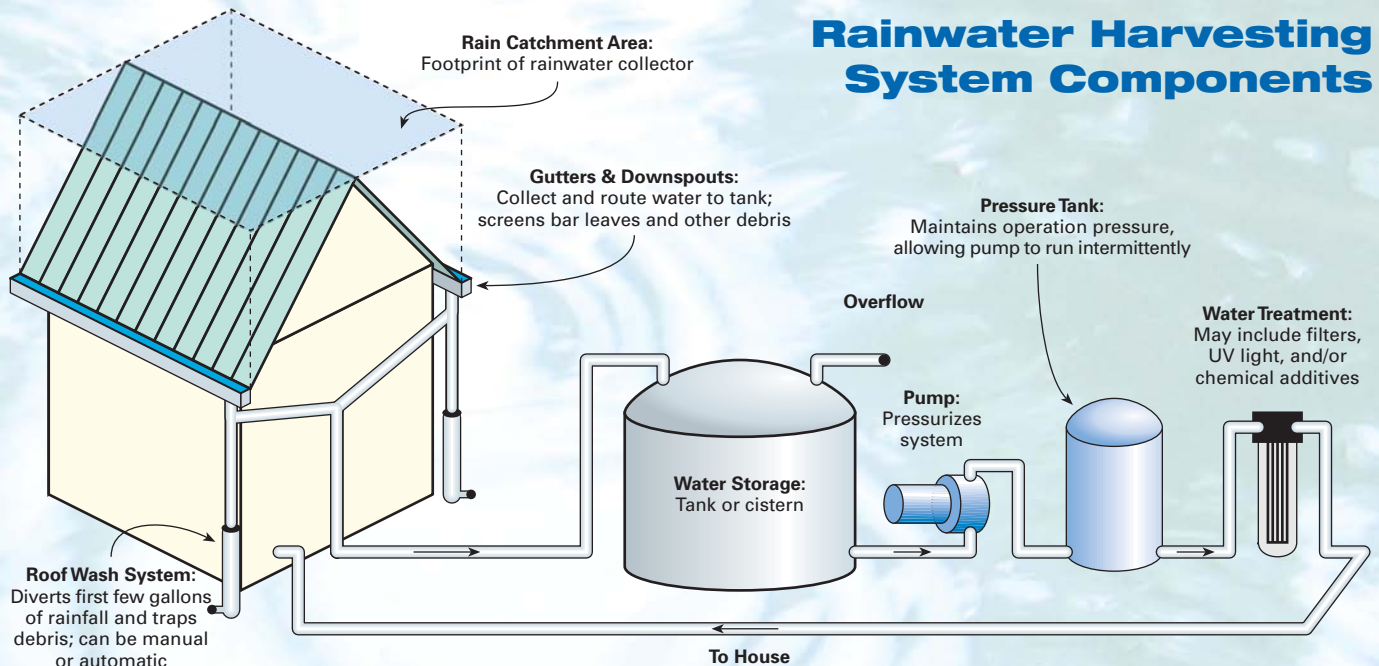 Rainwater Harvesting
System Components
Rain Catchment Area:
Footprint of rainwater collector
Gutters & Downspouts:
Collect and route water to tank;
screens bar leaves and other debris
Pressure Tank:
Maintains operation pressure,
allowing pump to run intermittently
Overflow
Water Treatment:
May include filters,
UV light, and/or
chemical additives
Pump:
Pressurizes
system
Water Storage:
Tank or cistern
Roof Wash System:
Diverts first few gallons
of rainfall and traps
debris; can be manual
or automatic
To House